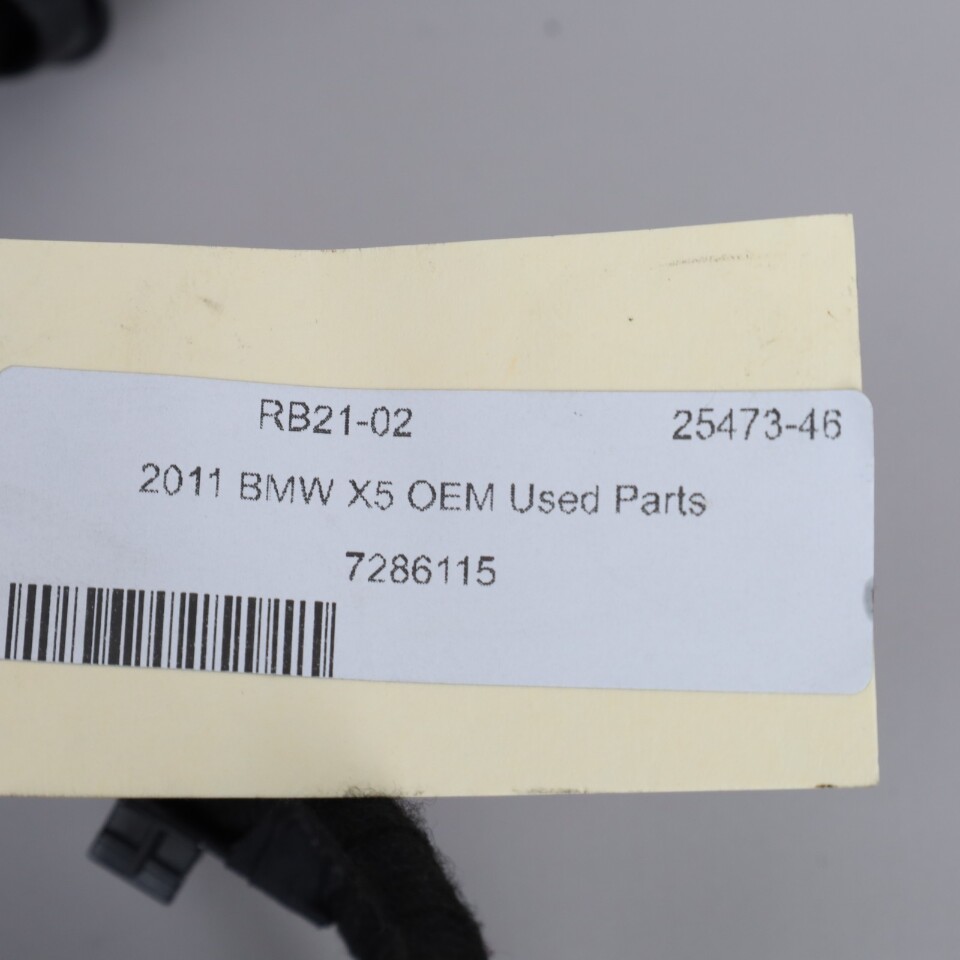 RB21-02 25473-46
2011 BMW X5 OEM Used Parts
7286115